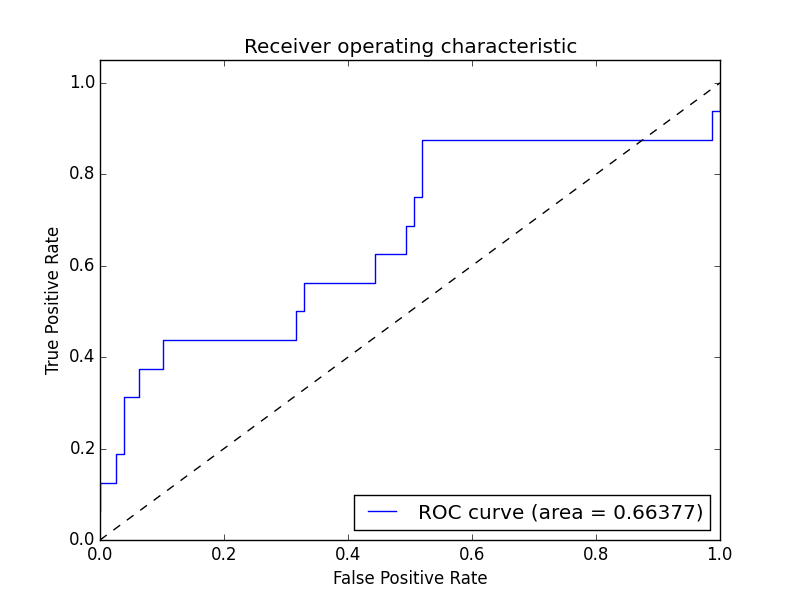 Receiver operating characteristic
1.0
0.8
0.6
0.4
0.2
0.0
True Positive Rate
ROC curve (area = 0.66377)
0.0 0.2 0.4 0.6 0.8 1.0
False Positive Rate